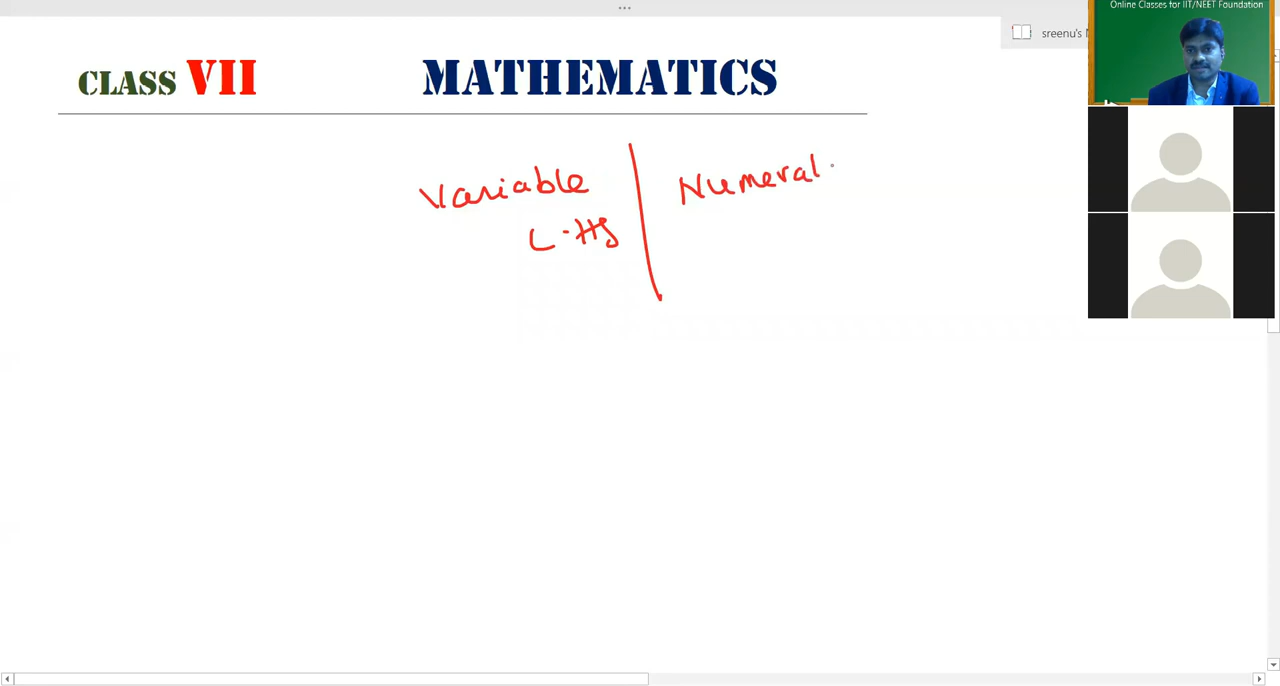 Online Classes for IIT/NEET Foundation
sreenu's
CLASS VII MATHEMATICS
Variable Numeral
L.HS